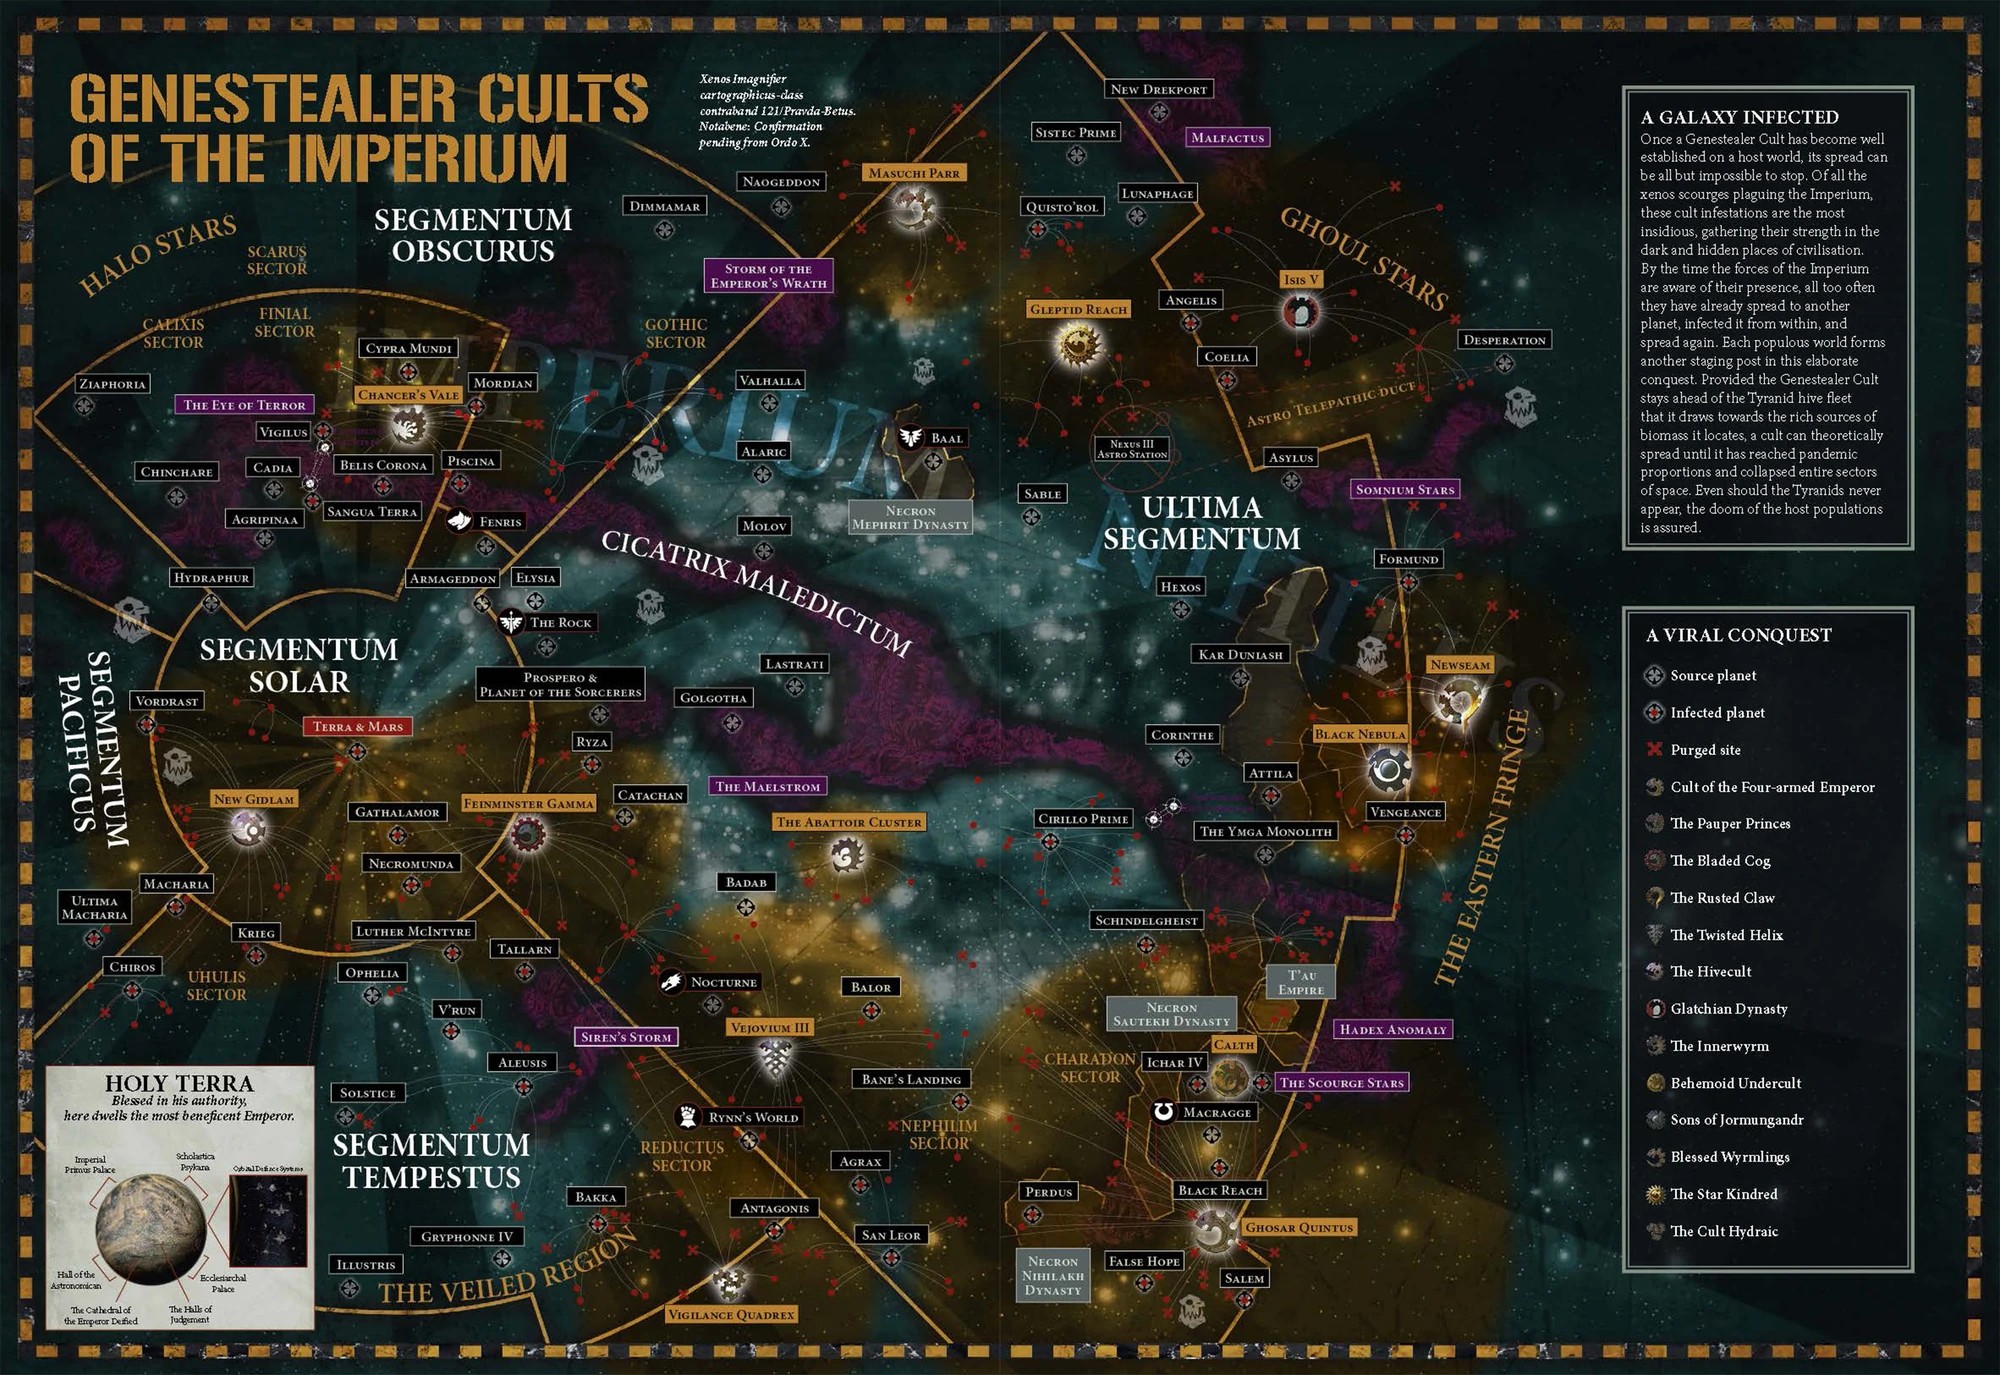 GENESTEALER CULTS
OF THE IMPERIUM
Xenos Imagnifier
cartographicus-class
contraband 121/Pravda-Betus.
Notabene: Confirmation
pending from Ordo X.
SEGMENTUM
OBSCURUS
HALO STARS
SCARUS
SECTOR
CALIXIS
SECTOR
FINIAL
SECTOR
GOTHIC
SECTOR
DIMMAMAR
NAOGEDDON
MASUCHI PARR
STORM OF THE
EMPEROR'S WRATH
NEW DREKPORT
SISTEC PRIME
MALFACTUS
QUISTO'ROL
LUNAPHAGE
GHOUL STARS
ISIS V
GLEPTID REACH
ANGELIS
COELIA
DESPERATION
ASTRO TELEPATHIC DUCT
NEXUS III
ASTRO STATION
ASYLUS
SOMNIUM STARS
IMPERIUM
NIHILUS
CYPRA MUNDI
CHANCER'S VALE
MORDIAN
ZIAPHORIA
THE EYE OF TERROR
VIGILUS
CHINCHARE
CADIA
BELIS CORONA
PISCINA
AGRIPINAA
SANGUA TERRA
FENRIS
HYDRAPHUR
ARMAGEDDON
ELYSIA
THE ROCK
VALHALLA
ALARIC
MOLOV
BAAL
NECRON
MEPHRIT DYNASTY
SABLE
ULTIMA
SEGMENTUM
CICATRIX MALEDICTUM
HEXOS
FORMUND
KAR DUNIASH
NEWSEAM
BLACK NEBULA
CORINTHE
ATTILA
VENGEANCE
THE YMGA MONOLITH
CIRILLO PRIME
THE EASTERN FRINGE
SEGMENTUM
SOLAR
SEGMENTUM
PACIFICUS
VORDRAST
TERRA & MARS
PROSPERO &
PLANET OF THE SORCERERS
GOLGOTHA
LASTRATI
RYZA
CATACHAN
THE MAELSTROM
NEW GIDLAM
GATHALAMOR
FEINMINSTER GAMMA
THE ABATTOIR CLUSTER
NECROMUNDA
MACHARIA
ULTIMA
MACHARIA
KRIEG
LUTHER MCINTYRE
TALLARN
BADAB
CHIROS
UHULIS
SECTOR
OPHELIA
V'RUN
NOCTURNE
BALOR
SCHINDELGHEIST
T'AU
EMPIRE
NECRON
SAUTEKH DYNASTY
HADEX ANOMALY
SIREN'S STORM
VEJOVIUM III
ALEUSIS
SOLSTICE
BANE'S LANDING
CHARADON
SECTOR
ICHAR IV
CALTH
THE SCOURGE STARS
MACRAGGE
RYNN'S WORLD
NEPHILIM
SECTOR
REDUCTUS
SECTOR
SEGMENTUM
TEMPESTUS
AGRAX
BAKKA
ANTAGONIS
SAN LEOR
PERDUS
BLACK REACH
GHOSAR QUINTUS
GRYPHONNE IV
ILLUSTRIS
THE VEILED REGION
VIGILANCE QUADREX
NECRON
NIHILAKH
DYNASTY
FALSE HOPE
SALEM
HOLY TERRA
Blessed in his authority,
here dwells the most beneficent Emperor.
Imperial
Primus Palace
Scholastica
Psykana
Orbital Defence Systems
Hall of the
Astronomican
Ecclesiarchal
Palace
The Cathedral of
the Emperor Deified
The Halls of
Judgement
A GALAXY INFECTED
Once a Genestealer Cult has become well
established on a host world, its spread can
be all but impossible to stop. Of all the
xenos scourges plaguing the Imperium,
these cult infestations are the most
insidious, gathering their strength in the
dark and hidden places of civilisation.
By the time the forces of the Imperium
are aware of their presence, all too often
they have already spread to another
planet, infected it from within, and
spread again. Each populous world forms
another staging post in this elaborate
conquest. Provided the Genestealer Cult
stays ahead of the Tyranid hive fleet
that it draws towards the rich sources of
biomass it locates, a cult can theoretically
spread until it has reached pandemic
proportions and collapsed entire sectors
of space. Even should the Tyranids never
appear, the doom of the host populations
is assured.
A VIRAL CONQUEST
Source planet
Infected planet
Purged site
Cult of the Four-armed Emperor
The Pauper Princes
The Bladed Cog
The Rusted Claw
The Twisted Helix
The Hivecult
Glatchian Dynasty
The Innerwyrm
Behemoid Undercult
Sons of Jormungandr
Blessed Wyrmlings
The Star Kindred
The Cult Hydraic